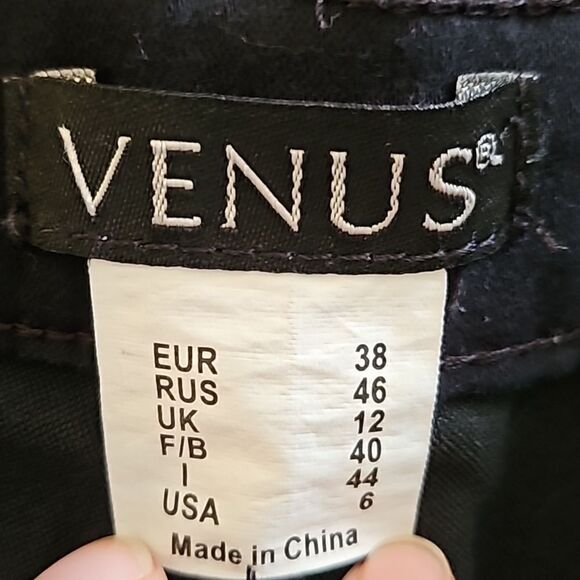 VENUS®
EUR 38
RUS 46
UK 12
F/B 40
I 44
USA 6
Made in China